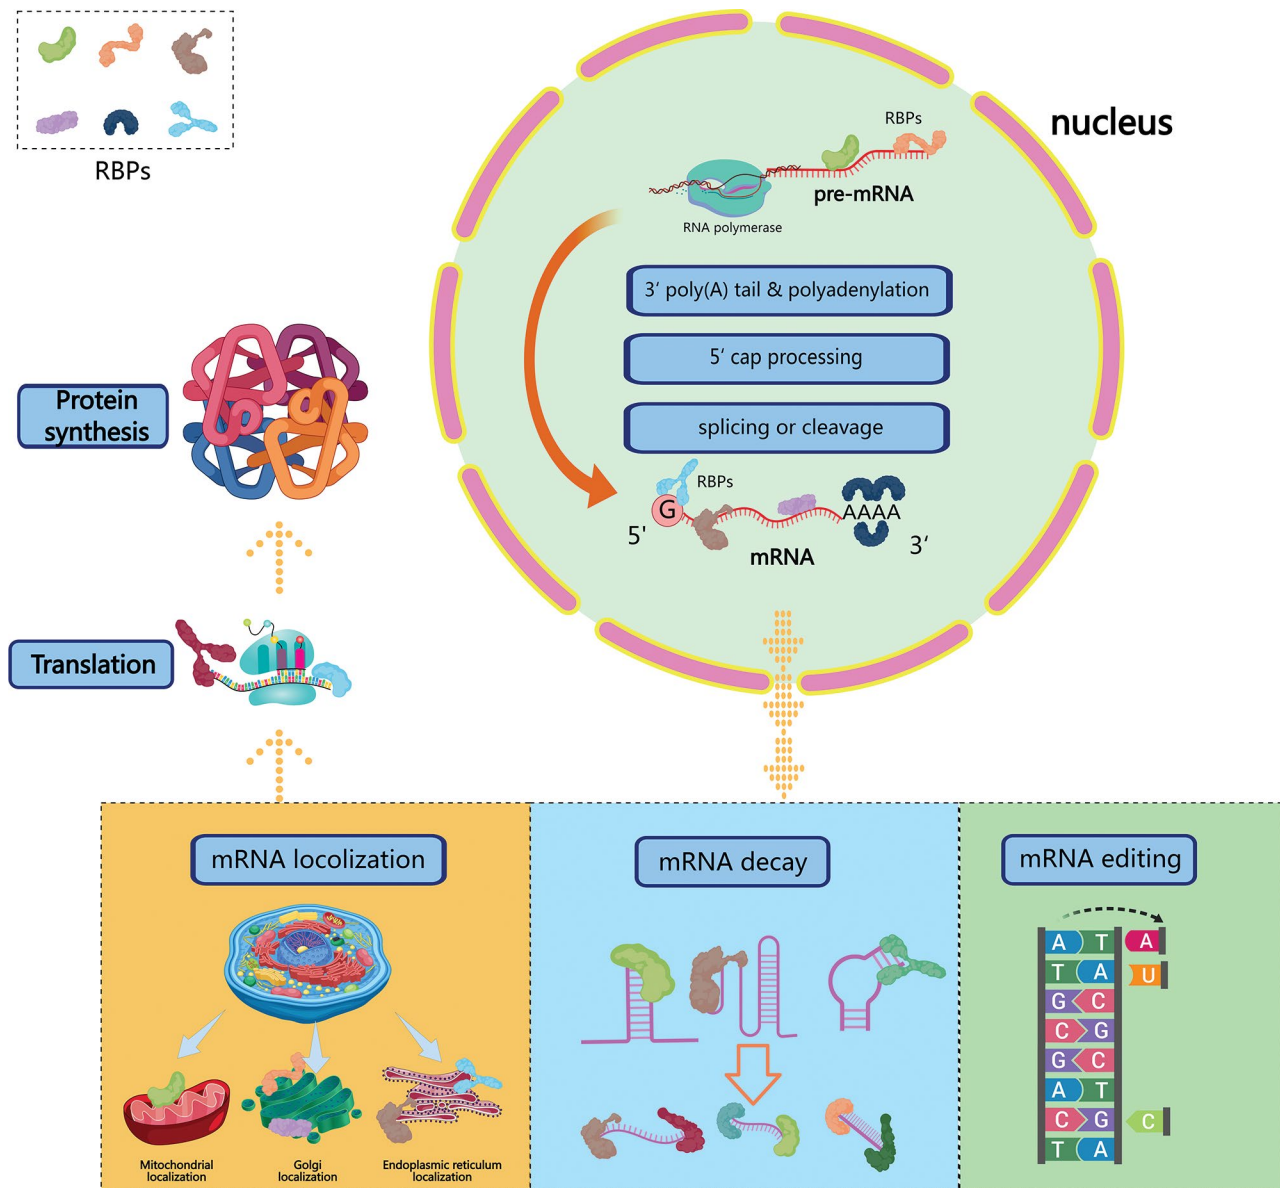 RBPs
nucleus
RBPs
pre-mRNA
RNA polymerase
3‘ poly(A) tail & polyadenylation
5‘ cap processing
splicing or cleavage
RBPs
G
AAAA
5'
3‘
mRNA
Protein
synthesis
Translation
mRNA locolization
Mitochondrial
localization
Golgi
localization
Endoplasmic reticulum
localization
mRNA decay
mRNA editing
A T A
T A U
G C
C G
G C
A T
C G C
T A